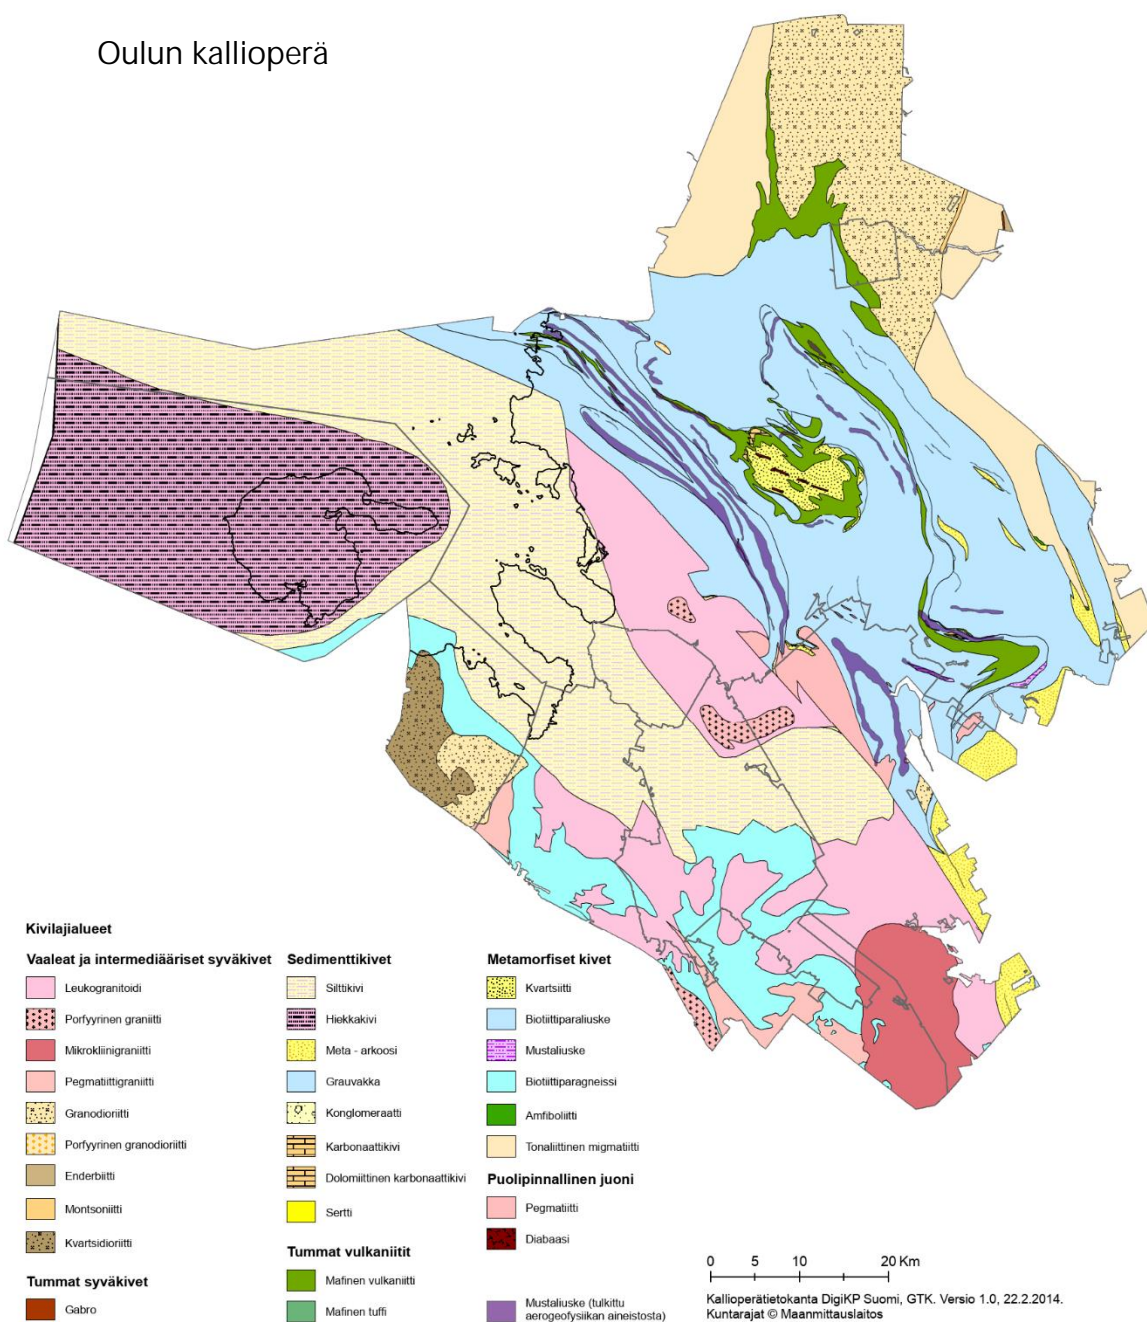 Oulun kallioperä
Kivilajialueet
Vaaleat ja intermediääriset syväkivet
Leukogranitoidi
Porfyyrinen graniitti
Mikrokliinigraniitti
Pegmatiittigraniitti
Granodioriitti
Porfyyrinen granodioriitti
Enderbiitti
Montsoniitti
Kvartsidioriitti
Tummat syväkivet
Gabro
Sedimenttikivet
Silttikivi
Hiekkakivi
Meta - arkoosi
Grauvakka
Konglomeraatti
Karbonaattikivi
Dolomiittinen karbonaattikivi
Sertti
Tummat vulkaniitit
Mafinen vulkaniitti
Mafinen tuffi
Metamorfiset kivet
Kvartsiitti
Biotiittiparaliuske
Mustaliuske
Biotiittiparagneissi
Amfiboliitti
Tonaliittinen migmatiitti
Puolipinnallinen juoni
Pegmatiitti
Diabaasi
Mustaliuske (tulkittu
aerogeofysiikan aineistosta)
0 5 10 20 Km
Kallioperätietokanta DigiKP Suomi, GTK. Versio 1.0, 22.2.2014.
Kuntarajat © Maanmittauslaitos